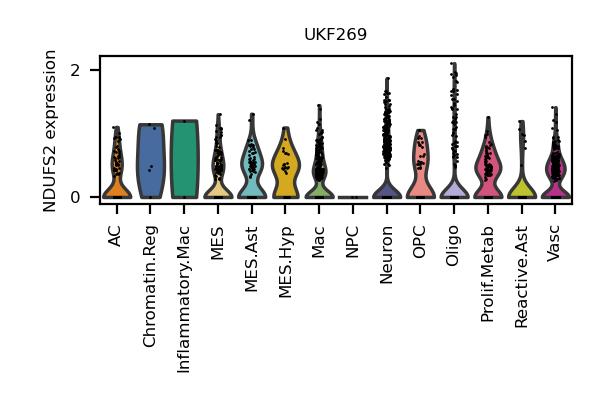 UKF269
NDUFS2 expression
2
0
AC
Chromatin.Reg
Inflammatory.Mac
MES
MES.Ast
MES.Hyp
Mac
NPC
Neuron
OPC
Oligo
Prolif.Metab
Reactive.Ast
Vasc